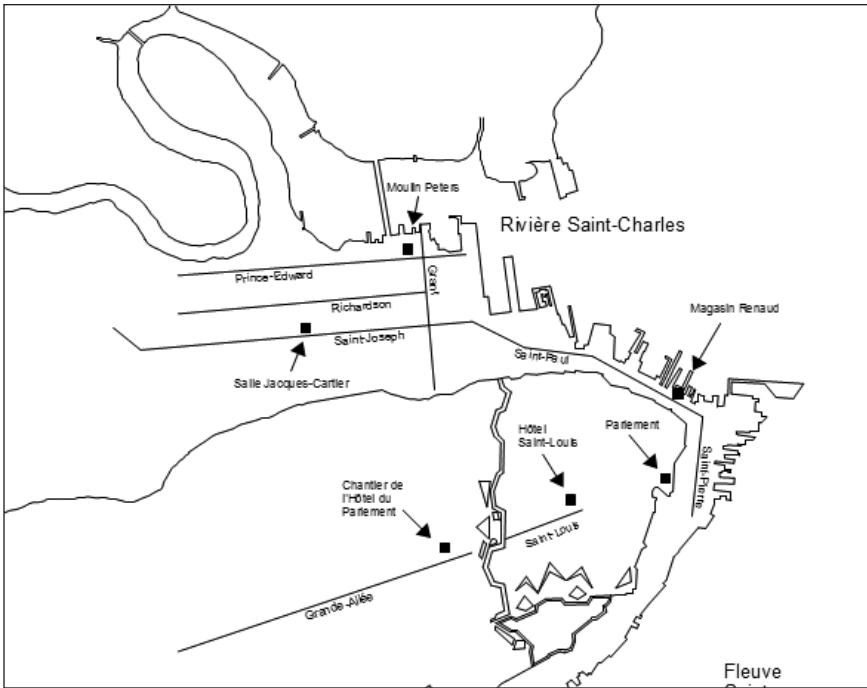 Moulin Peters
Rivière Saint-Charles
Prince-Edward
Grant
Richardson
Saint-Joseph
Salle Jacques-Cartier
Saint-Paul
Magasin Renaud
Hôtel
Saint-Louis
Parlement
Saint-Pierre
Chantier de
l'Hôtel du
Parlement
Saint-Louis
Grande-Allée
Fleuve